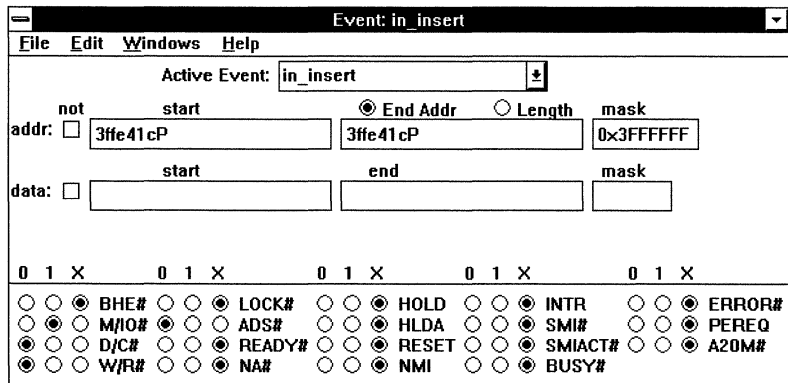 Event: in_insert
File Edit Windows Help
Active Event: in_insert
not start End Addr Length mask
addr: 3ffe41cP 3ffe41cP 0x3FFFFFF
start end mask
data:
0 1 X 0 1 X 0 1 X 0 1 X 0 1 X
BHE# LOCK# HOLD INTR ERROR#
M/IO# ADS# HLDA SMI# PEREQ
D/C# READY# RESET SMIACT# A20M#
W/R# NA# NMI BUSY#